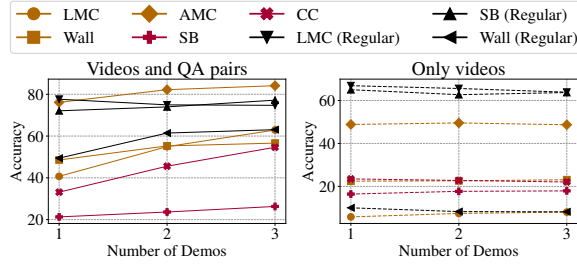 LMC AMC CC SB (Regular)
Wall SB LMC (Regular) Wall (Regular)
Videos and QA pairs Only videos
Accuracy
80
60
40
20
1 2 3
Number of Demos
Accuracy
60
40
20
1 2 3
Number of Demos